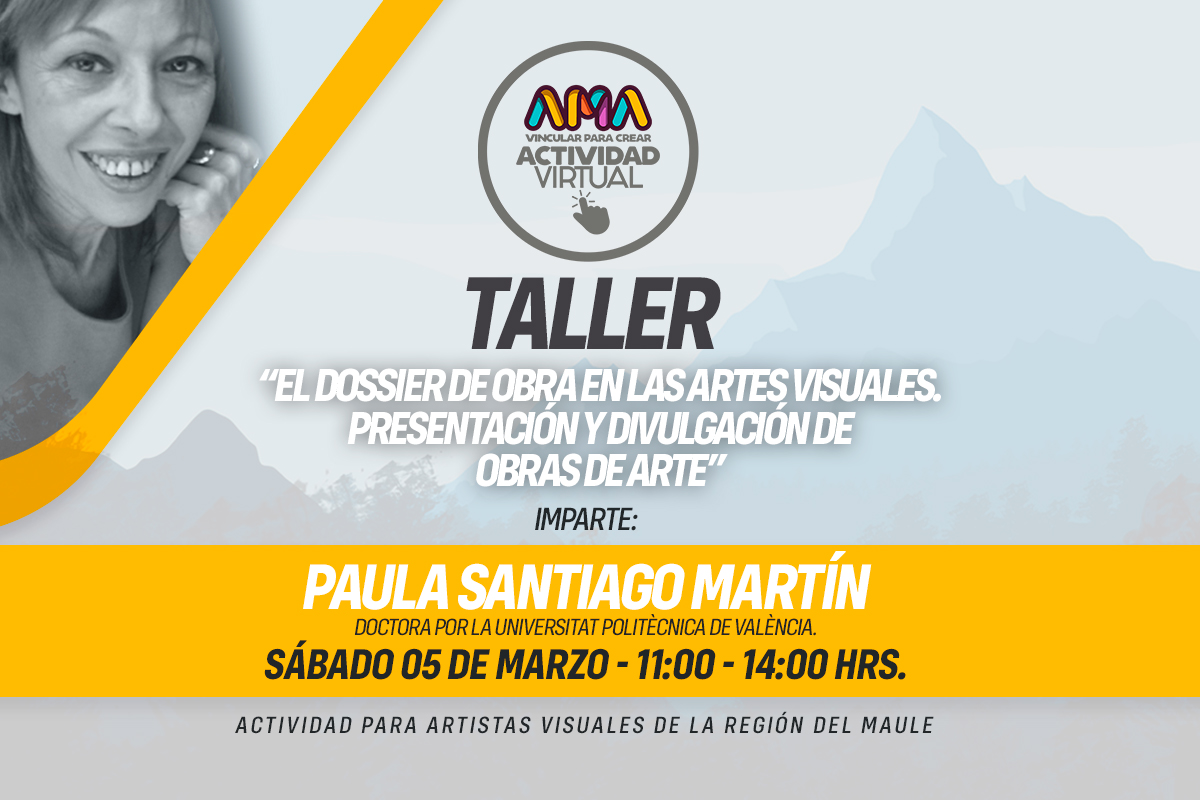 AMA
VINCULAR PARA CREAR
ACTIVIDAD
VIRTUAL
TALLER
“EL DOSSIER DE OBRA EN LAS ARTES VISUALES.
PRESENTACIÓN Y DIVULGACIÓN DE
OBRAS DE ARTE”
IMPARTE:
PAULA SANTIAGO MARTÍN
DOCTORA POR LA UNIVERSITAT POLITÈCNICA DE VALÈNCIA.
SÁBADO 05 DE MARZO - 11:00 - 14:00 HRS.
ACTIVIDAD PARA ARTISTAS VISUALES DE LA REGIÓN DEL MAULE